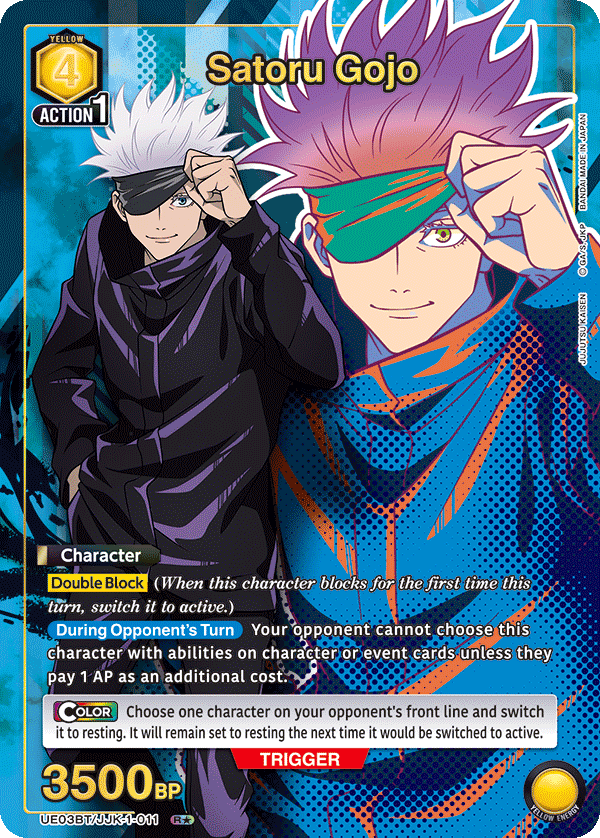 YELLOW
4
ACTION 1
Satoru Gojo
JUJUTSU KAISEN © GA/S, JKP BANDAI MADE IN JAPAN
Character
Double Block (When this character blocks for the first time this
turn, switch it to active.)
During Opponent's Turn Your opponent cannot choose this
character with abilities on character or event cards unless they
pay 1 AP as an additional cost.
COLOR Choose one character on your opponent's front line and switch
it to resting. It will remain set to resting the next time it would be switched to active.
TRIGGER
3500 BP
UE03BT/JJK-1-011 R★
YELLOW ENERGY